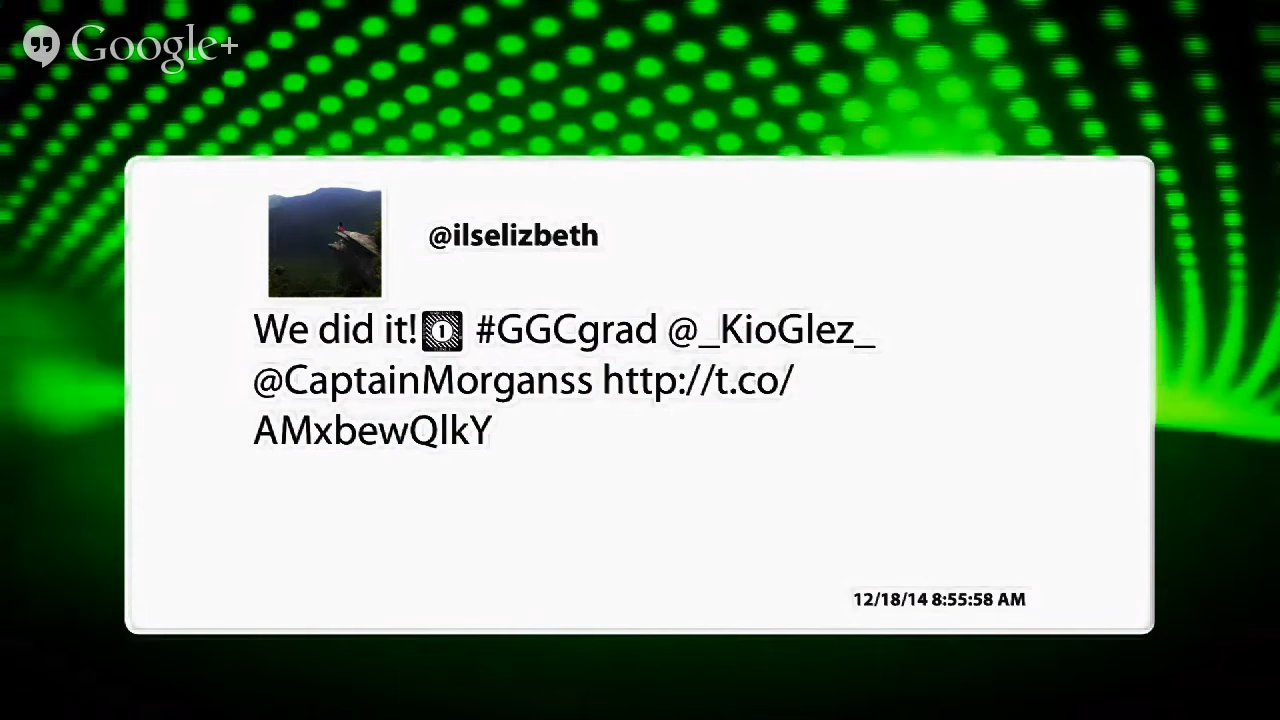 Google+
@ilselizbeth
We did it! #GGCgrad @_KioGlez_
@CaptainMorganss http://t.co/
AMxbewQlkY
12/18/14 8:55:58 AM